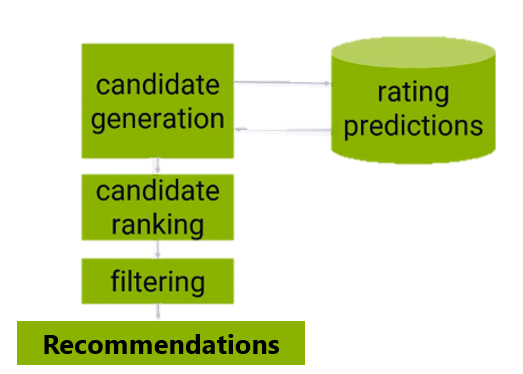 candidate
generation
rating
predictions
candidate
ranking
filtering
Recommendations